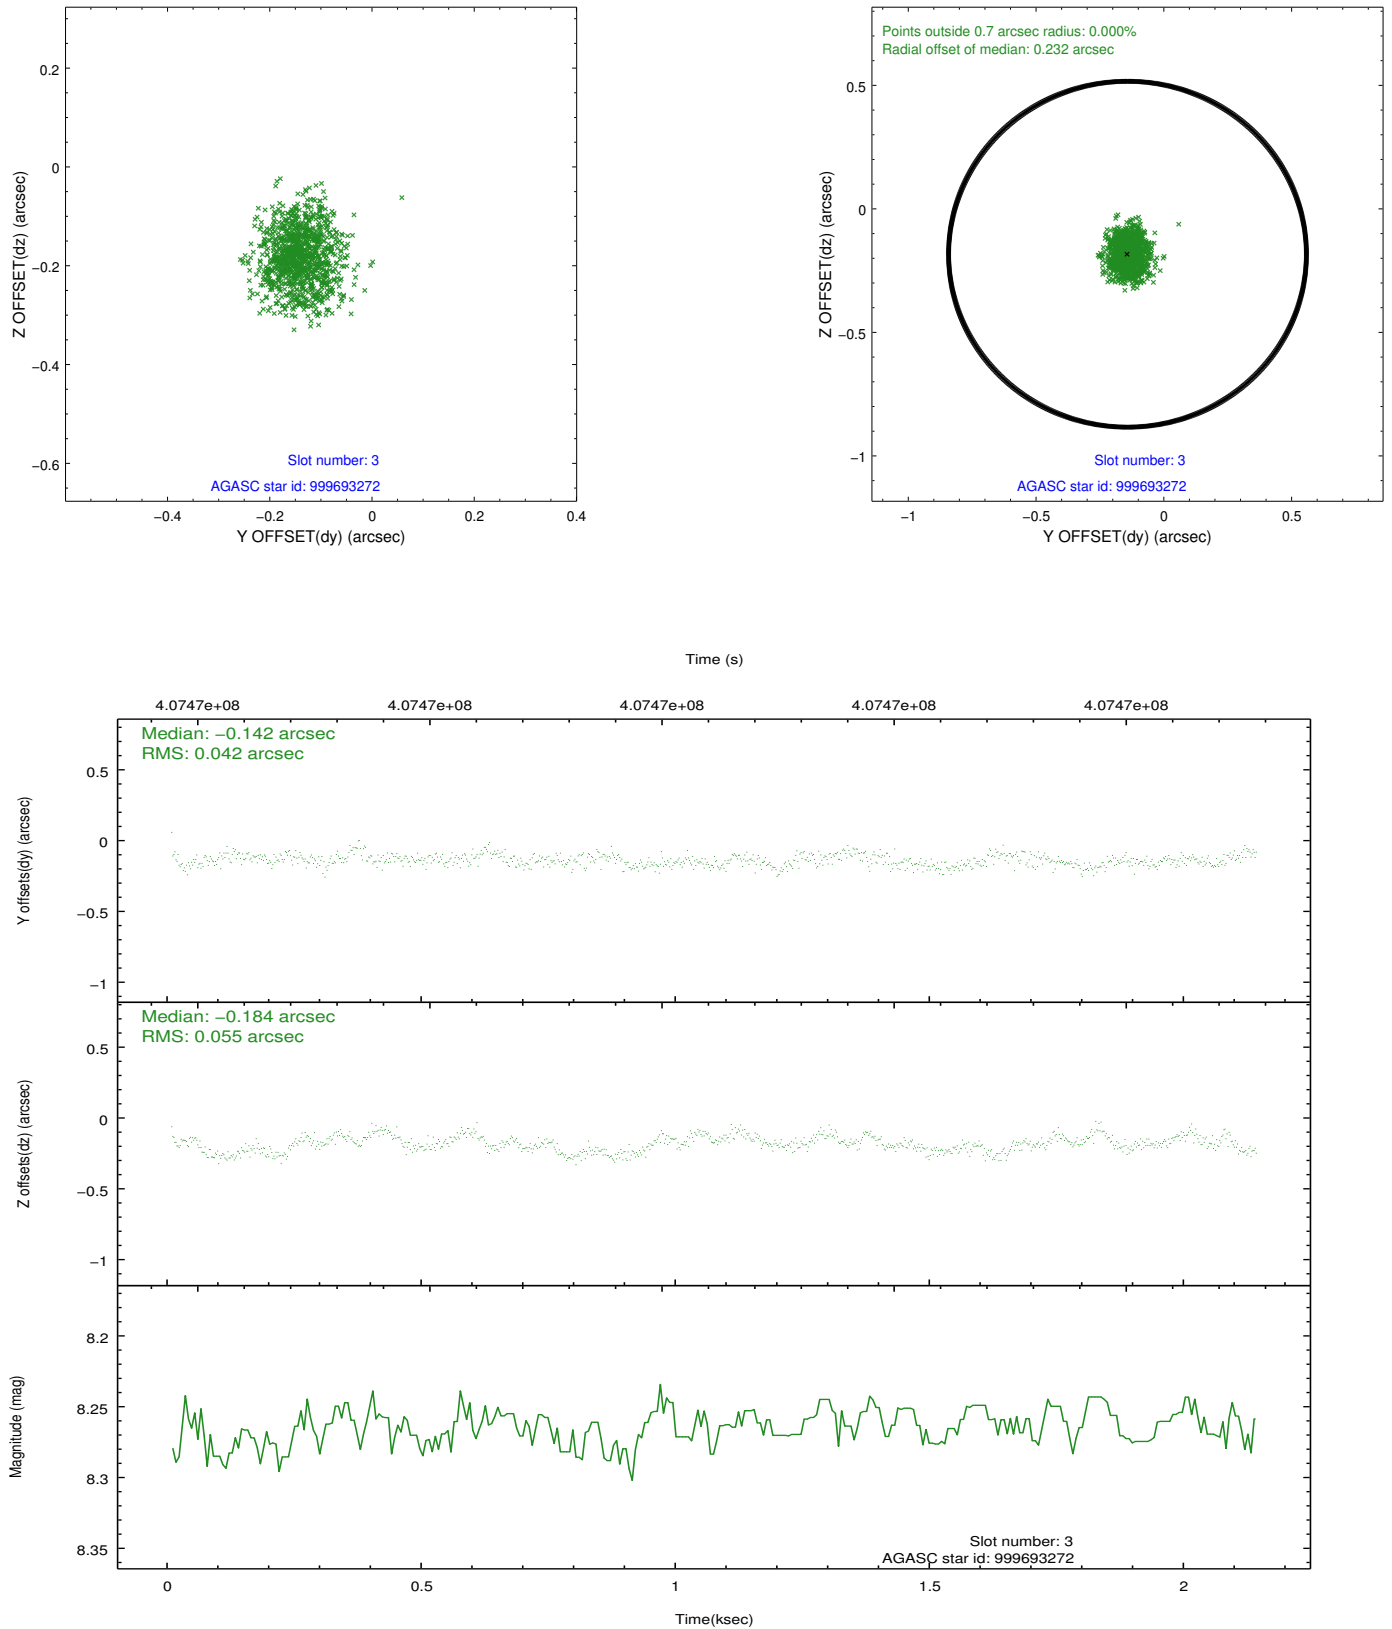 0.2
0
−0.2
−0.4
−0.6
Z OFFSET(dz) (arcsec)
Slot number: 3
AGASC star id: 999693272
−0.4
−0.2
0
0.2
0.4
Y OFFSET(dy) (arcsec)
Points outside 0.7 arcsec radius: 0.000%
Radial offset of median: 0.232 arcsec
0.5
0
−0.5
−1
Z OFFSET(dz) (arcsec)
Slot number: 3
AGASC star id: 999693272
−1
−0.5
0
0.5
Y OFFSET(dy) (arcsec)
Time (s)
4.0747e+08
4.0747e+08
4.0747e+08
4.0747e+08
4.0747e+08
Median: −0.142 arcsec
RMS: 0.042 arcsec
0.5
0
−0.5
−1
Y offsets(dy) (arcsec)
Median: −0.184 arcsec
RMS: 0.055 arcsec
0.5
0
−0.5
−1
Z offsets(dz) (arcsec)
8.2
8.25
8.3
8.35
Magnitude (mag)
Slot number: 3
AGASC star id: 999693272
0
0.5
1
1.5
2
Time(ksec)